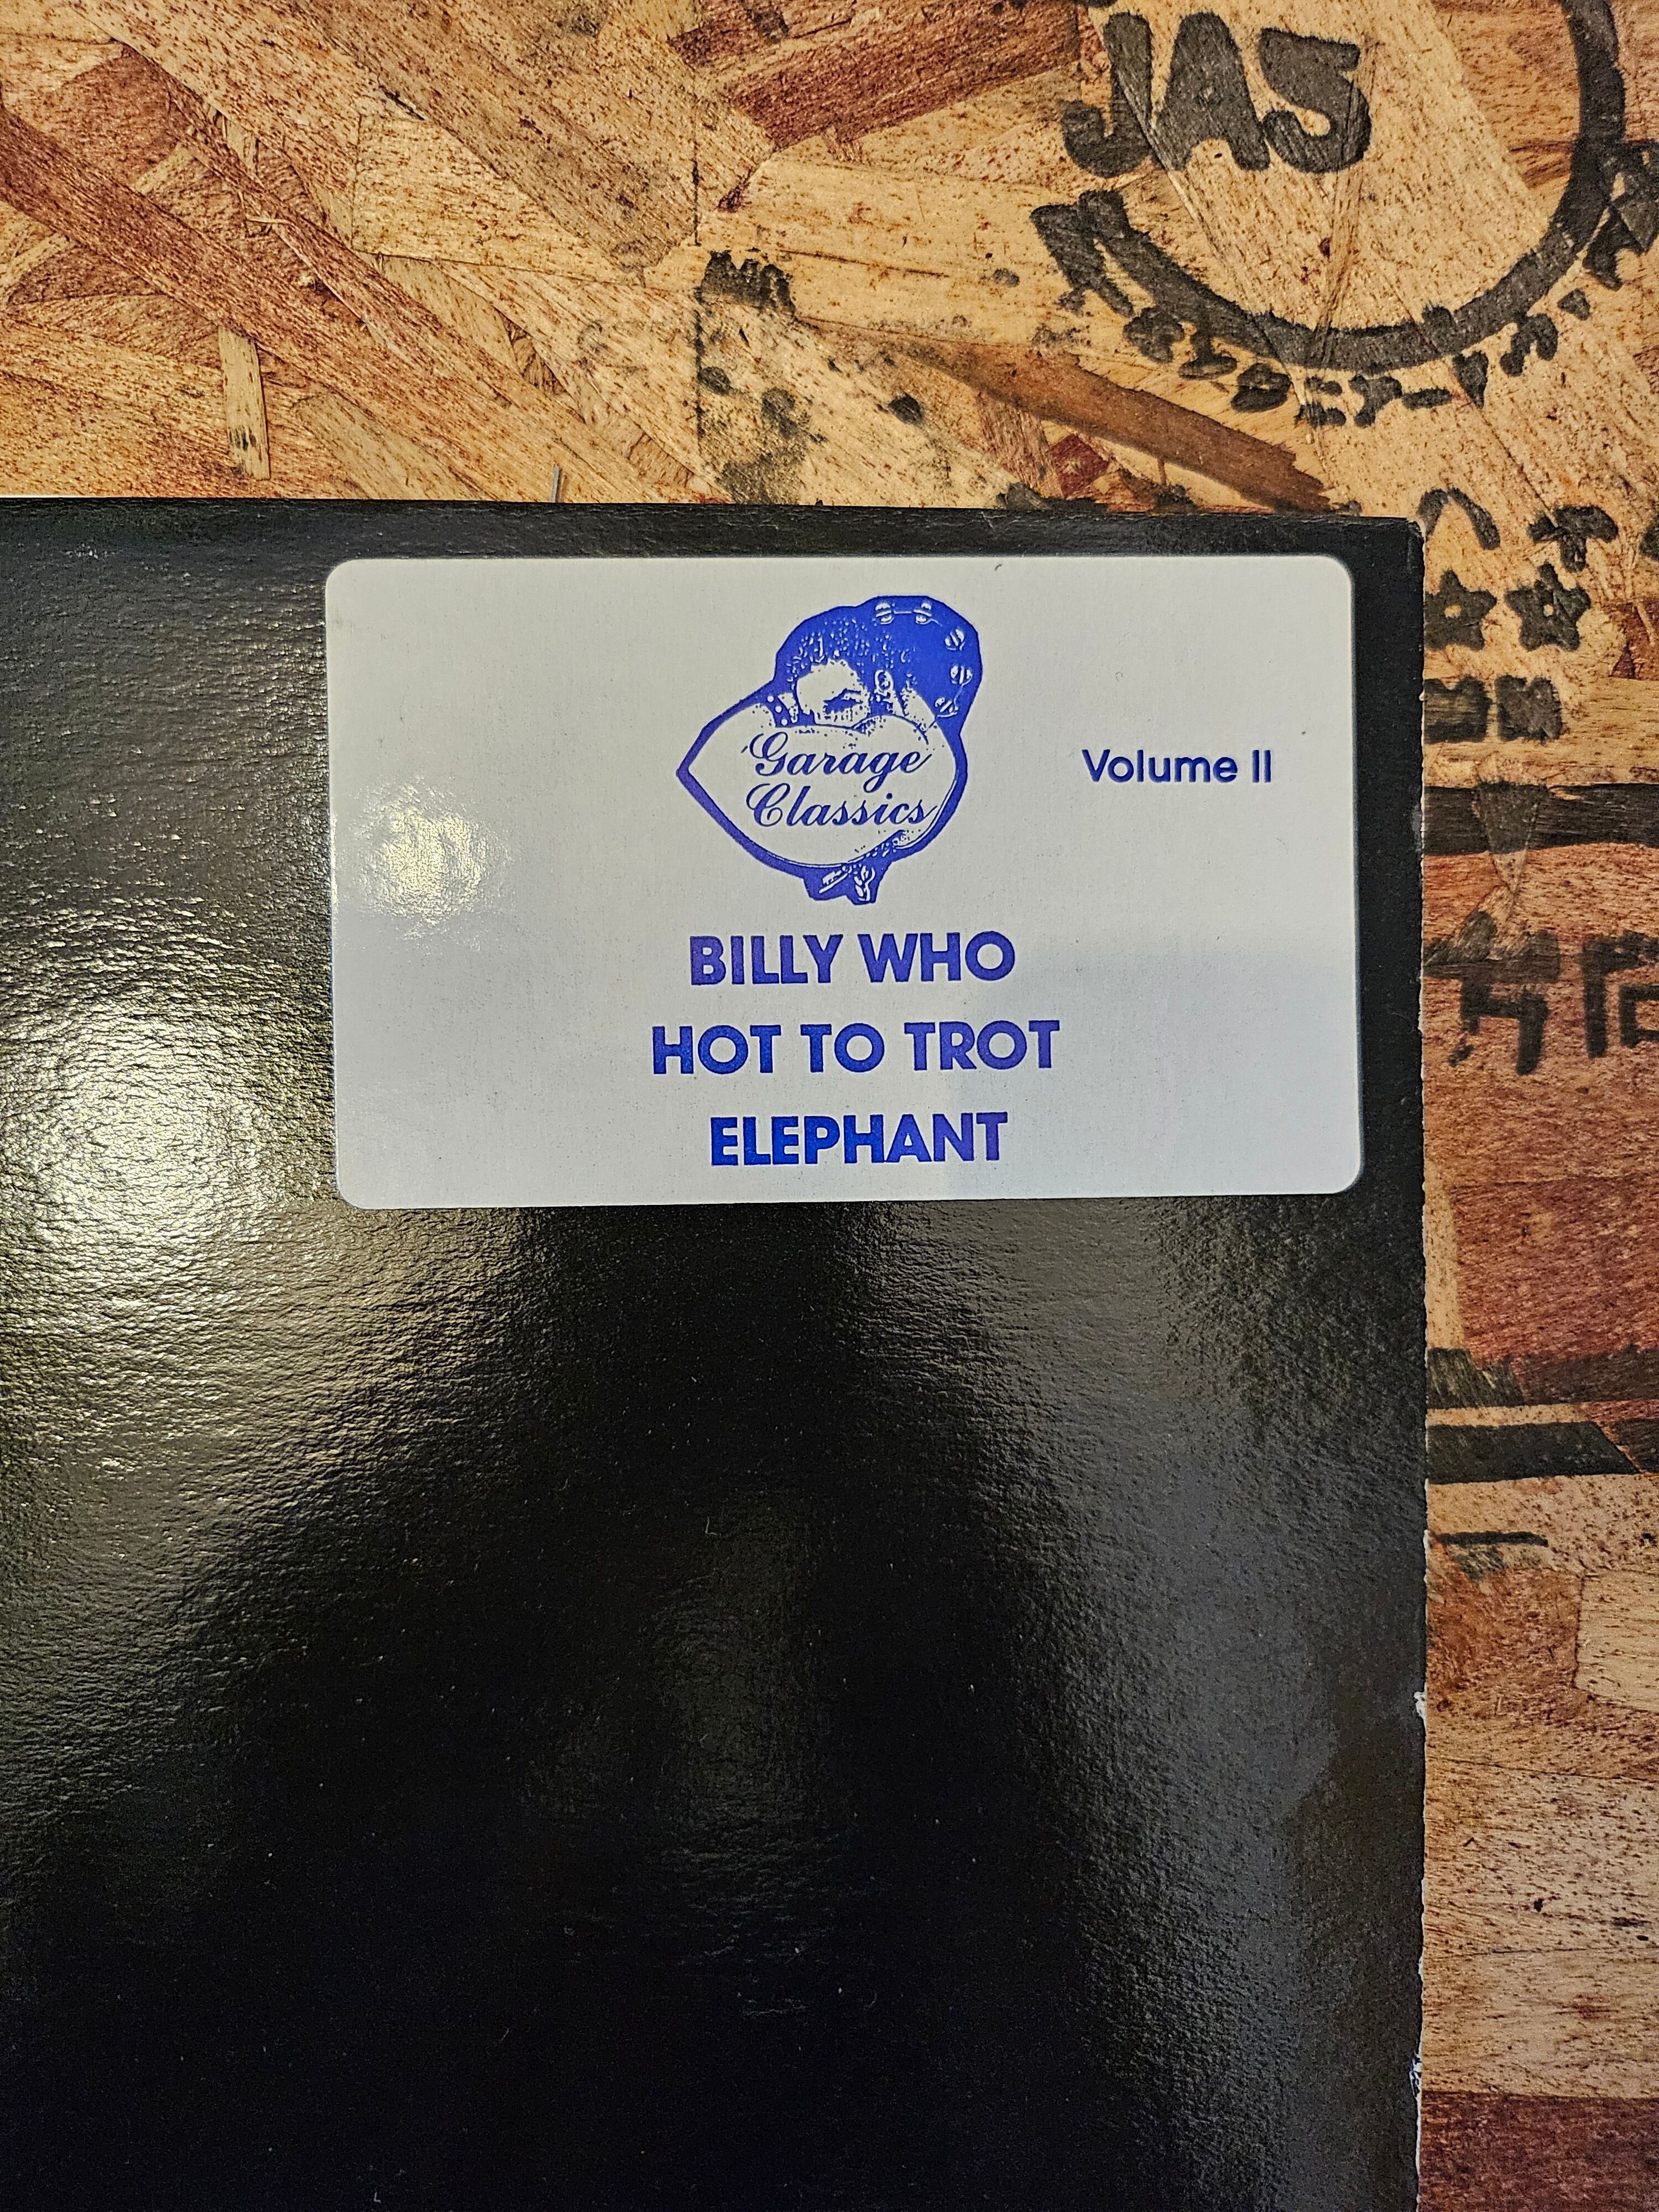 JAS
Garage
Classics
Volume II
BILLY WHO
HOT TO TROT
ELEPHANT